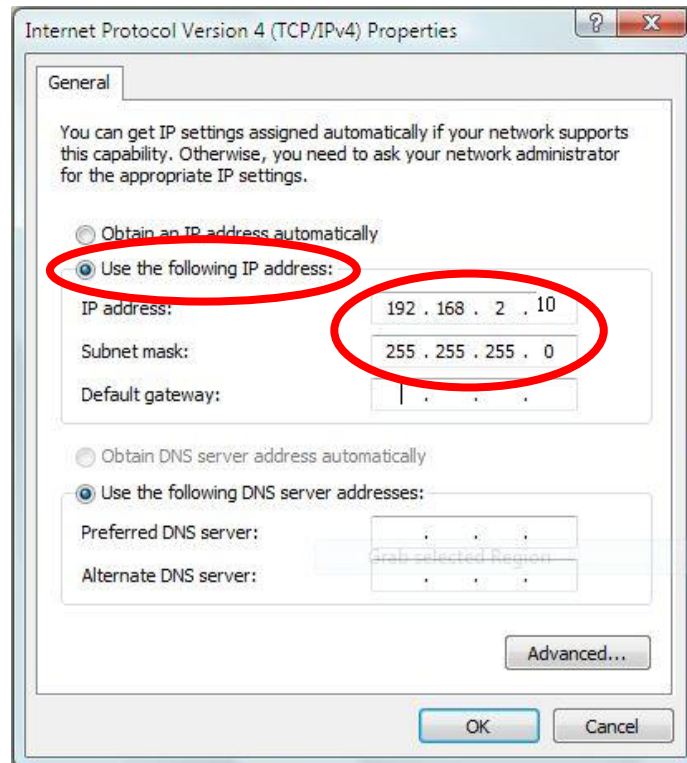 Internet Protocol Version 4 (TCP/IPv4) Properties
General
You can get IP settings assigned automatically if your network supports
this capability. Otherwise, you need to ask your network administrator
for the appropriate IP settings.
Obtain an IP address automatically
Use the following IP address:
IP address: 192 . 168 . 2 . 10
Subnet mask: 255 . 255 . 255 . 0
Default gateway: . . .
Obtain DNS server address automatically
Use the following DNS server addresses:
Preferred DNS server: . . .
Grab selected Region
Alternate DNS server: . . .
Advanced...
OK Cancel